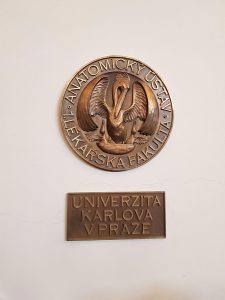 ANATOMICKÝ ÚSTAV
1. LÉKAŘSKÁ FAKULTA
UNIVERZITA
KARLOVA
V PRAZE